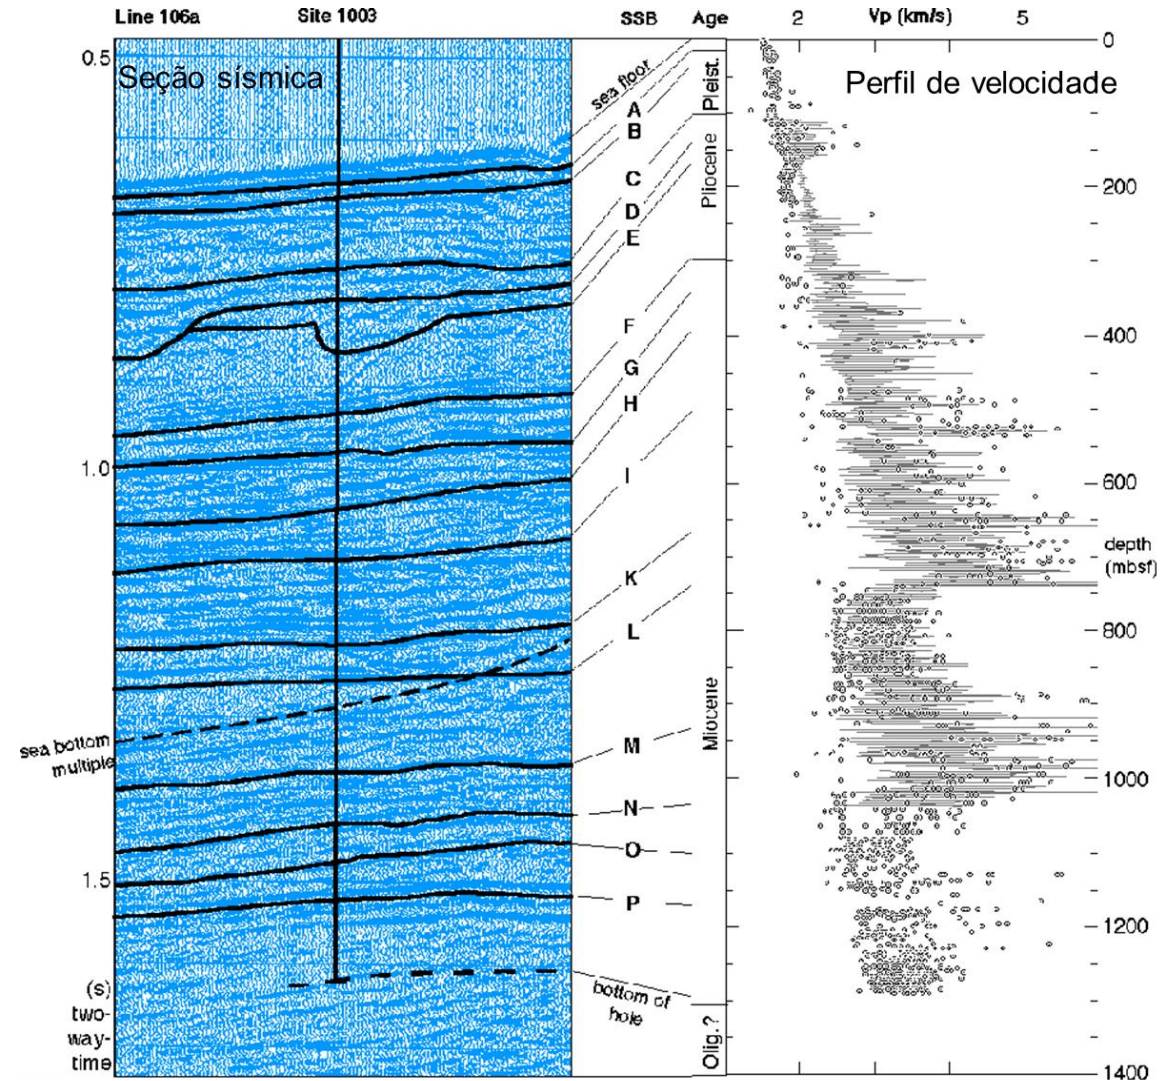 Line 106a Site 1003 SSB Age 2 Vp (km/s) 5
0.5
Seção sísmica
Perfil de velocidade
sea floor
A
B
C
D
E
F
G
H
I
K
L
M
N
O
P
1.0
1.5
sea bottom
multiple
bottom of
hole
(s)
two-
way-
time
Pleist.
Pliocene
Miocene
Olig.?
0
200
400
600
depth
(mbsf)
800
1000
1200
1400